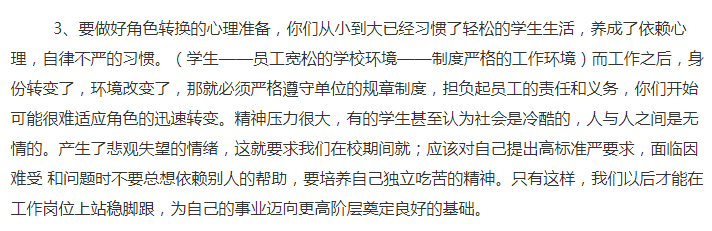 3、要做好角色转换的心理准备，你们从小到大已经习惯了轻松的学生生活，养成了依赖心
理，自律不严的习惯。（学生——员工宽松的学校环境——制度严格的工作环境）而工作之后，身
份转变了，环境改变了，那就必须严格遵守单位的规章制度，担负起员工的责任和义务，你们开始
可能很难适应角色的迅速转变。精神压力很大，有的学生甚至认为社会是冷酷的，人与人之间是无
情的。产生了悲观失望的情绪，这就要求我们在校期间就；应该对自己提出高标准严要求，面临因
难受 和问题时不要总想依赖别人的帮助，要培养自己独立吃苦的精神。只有这样，我们以后才能在
工作岗位上站稳脚跟，为自己的事业迈向更高阶层奠定良好的基础。